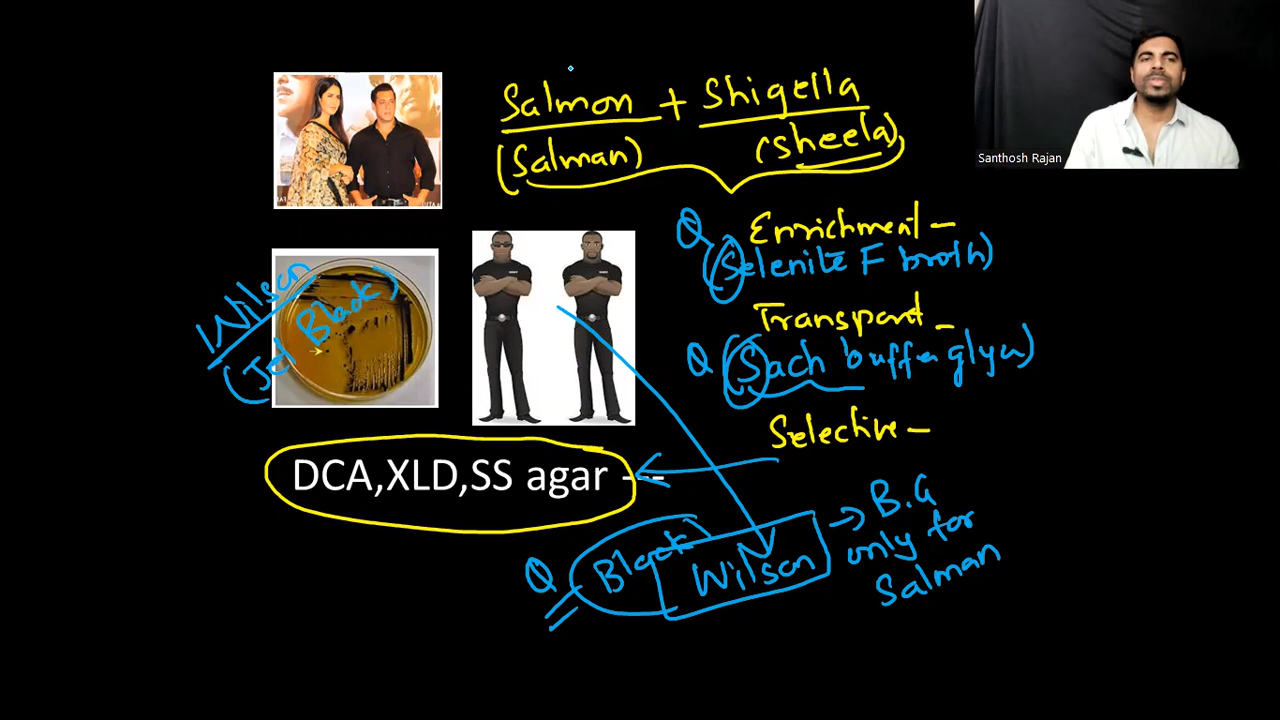 Salmon + Shigella
(Salman) (Sheela)
Q Enrichment -
(Selenite F broth)
Transport -
Q (Sach buffer glyu)
Selective -
Wilson
(Jet Black)
DCA,XLD,SS agar ---
Q Black Wilson → B.G
only for
Salman
Santhosh Rajan